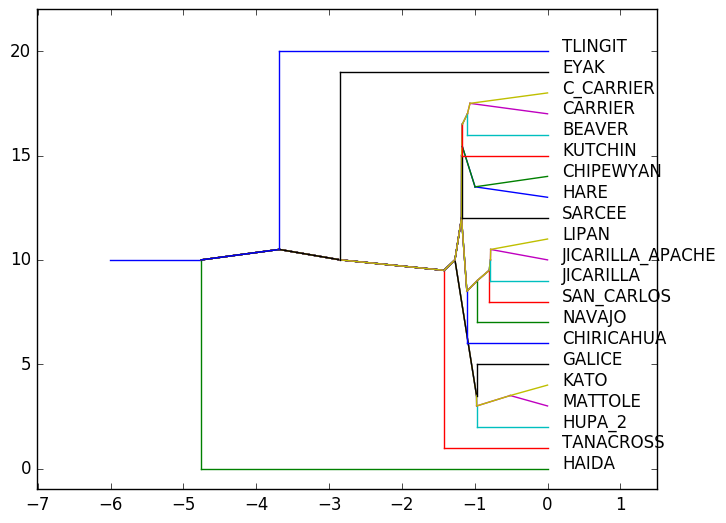 20
15
10
5
0
TLINGIT
EYAK
C_CARRIER
CARRIER
BEAVER
KUTCHIN
CHIPEWYAN
HARE
SARCEE
LIPAN
JICARILLA_APACHE
JICARILLA
SAN_CARLOS
NAVAJO
CHIRICAHUA
GALICE
KATO
MATTOLE
HUPA_2
TANACROSS
HAIDA
−7 −6 −5 −4 −3 −2 −1 0 1